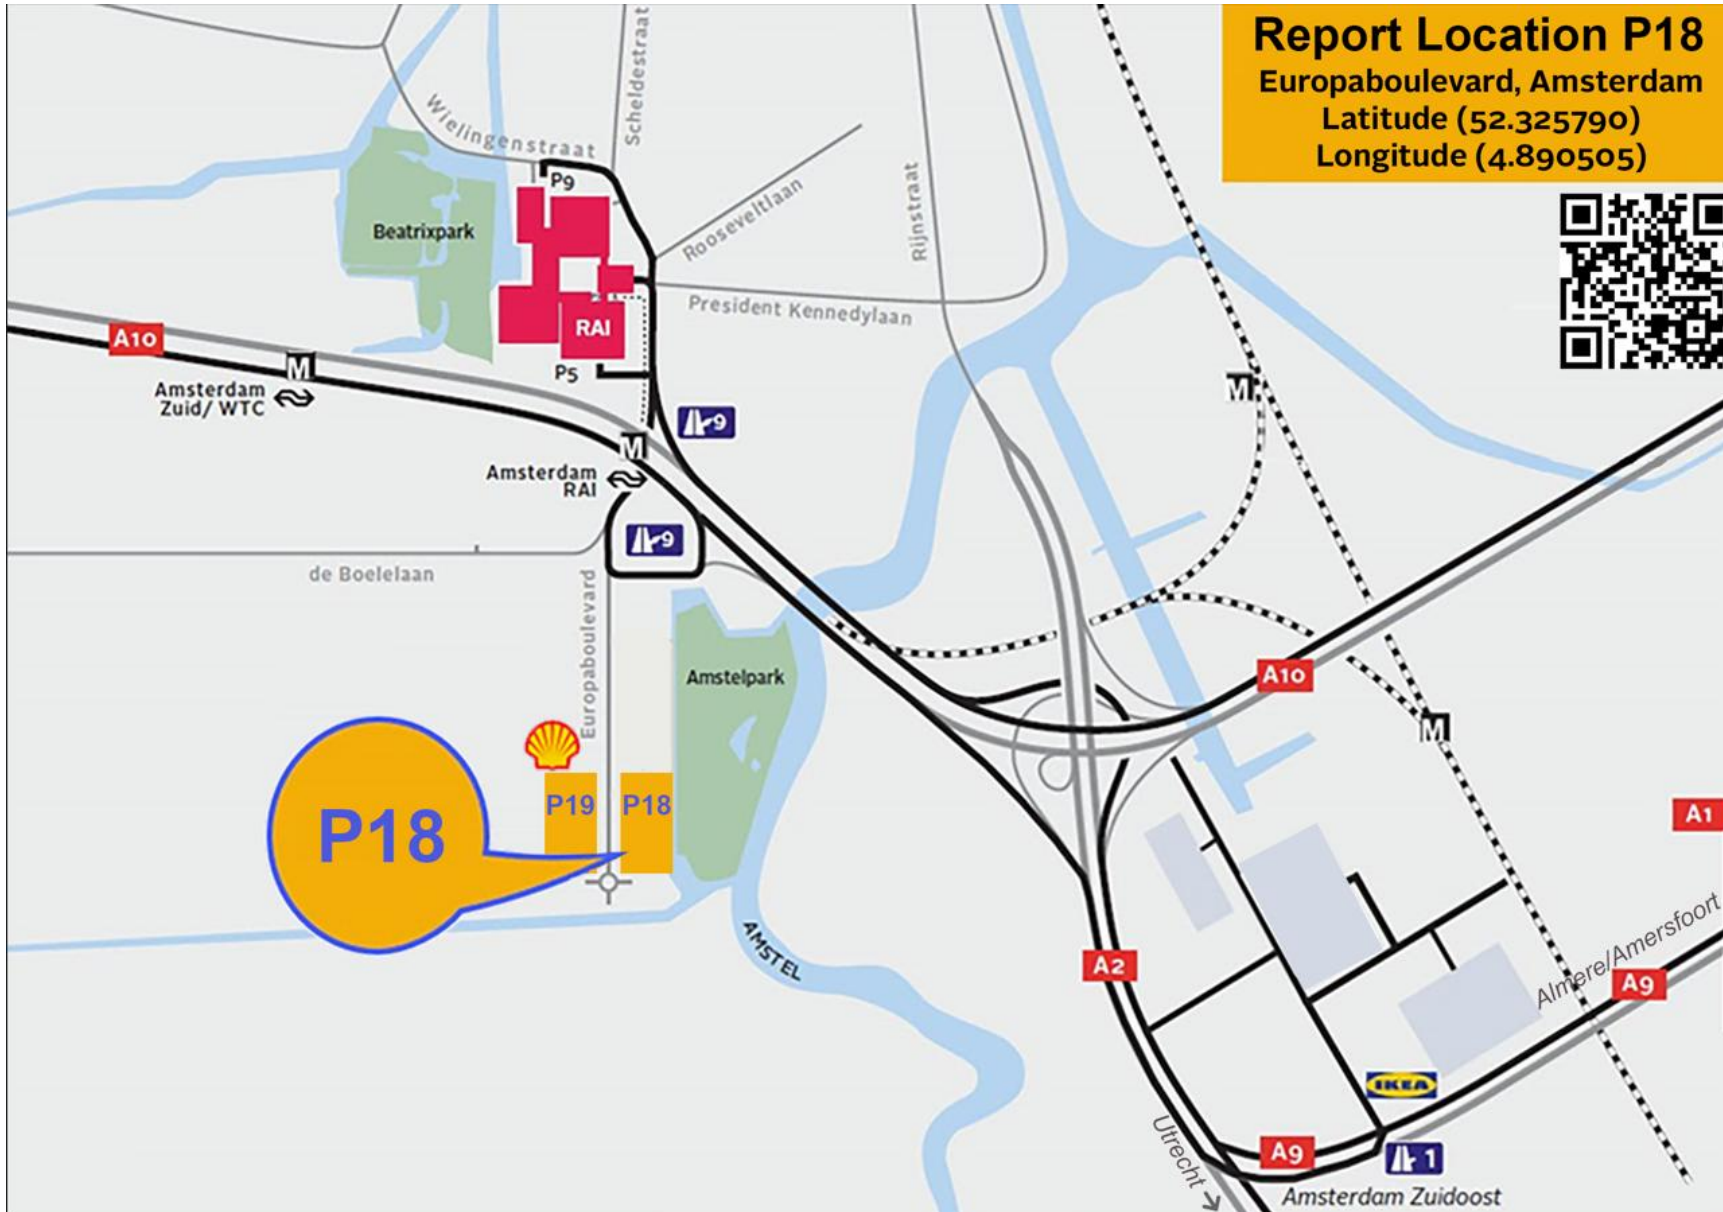 Report Location P18
Europaboulevard, Amsterdam
Latitude (52.325790)
Longitude (4.890505)
Scheldestraat
Wielingenstraat
P9
Rooseveltlaan
Rijnstraat
Beatrixpark
President Kennedylaan
RAI
A10
P5
M
Amsterdam
Zuid/ WTC
M
9
M
Amsterdam
RAI
9
de Boelelaan
Europaboulevard
Amstelpark
A10
M
P19
P18
P18
A1
AMSTEL
A2
Almere/Amersfoort
A9
IKEA
Utrecht
A9
1
Amsterdam Zuidoost